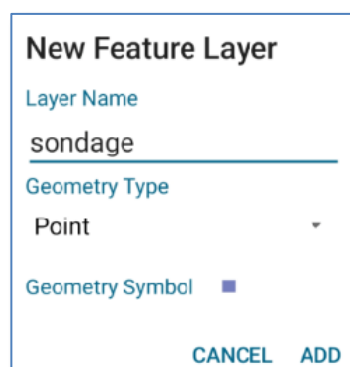 New Feature Layer
Layer Name
sondage
Geometry Type
Point
Geometry Symbol
CANCEL ADD